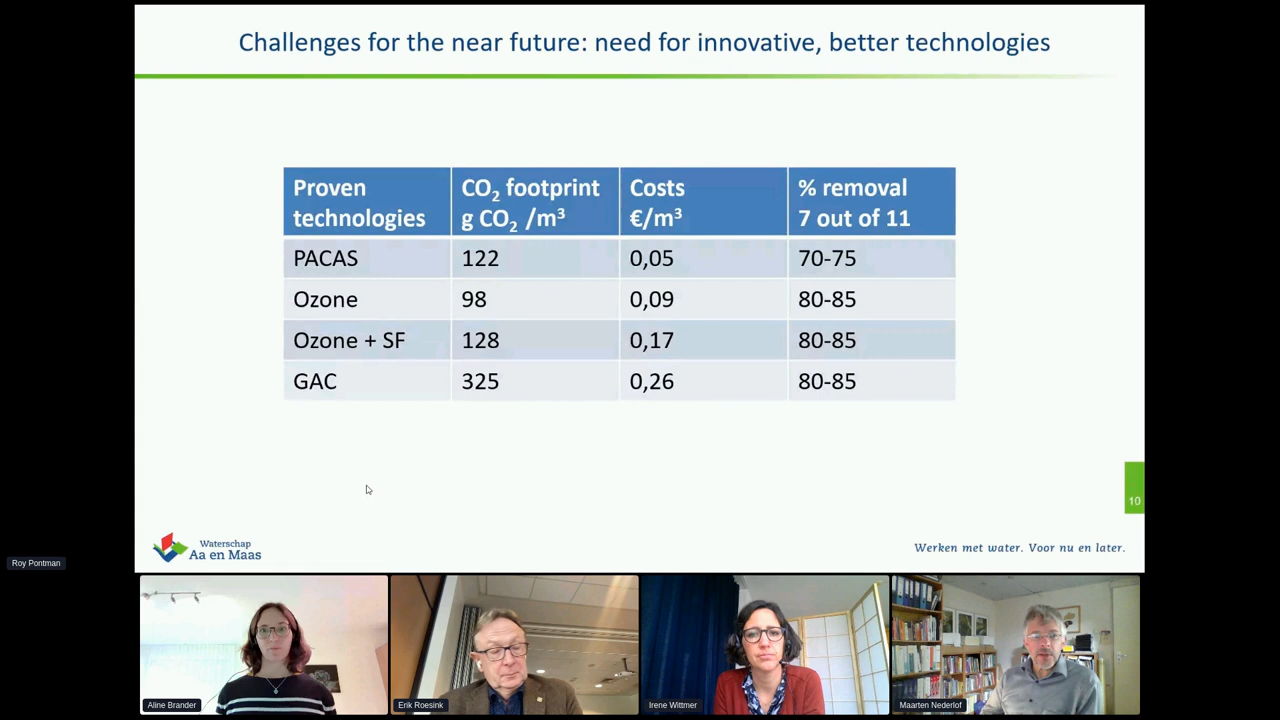 Challenges for the near future: need for innovative, better technologies
Proven technologies | CO₂ footprint g CO₂ /m³ | Costs €/m³ | % removal 7 out of 11
PACAS | 122 | 0,05 | 70-75
Ozone | 98 | 0,09 | 80-85
Ozone + SF | 128 | 0,17 | 80-85
GAC | 325 | 0,26 | 80-85
10
Waterschap
Aa en Maas
Werken met water. Voor nu en later.
Roy Pontman
Aline Brander
Erik Roesink
Irene Wittmer
Maarten Nederlof